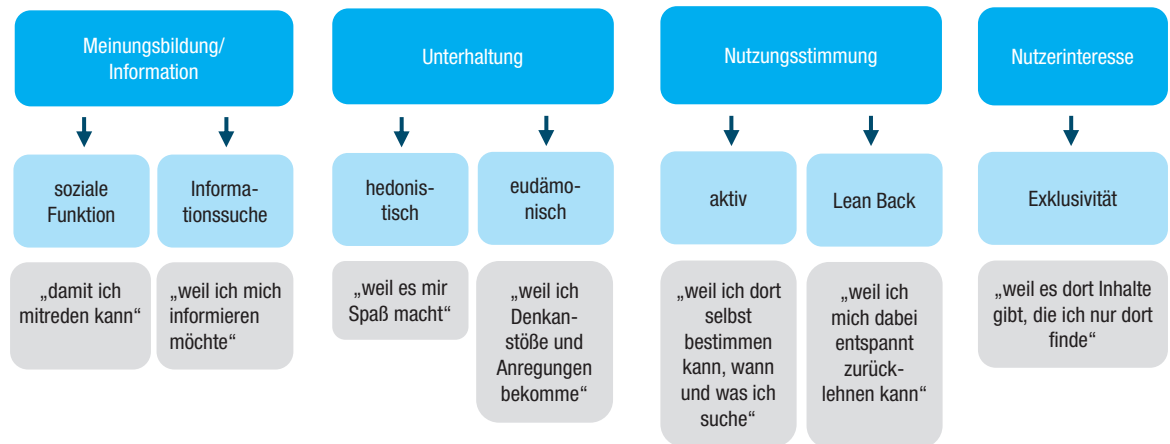 Meinungsbildung/
Information
Unterhaltung
Nutzungsstimmung
Nutzerinteresse
soziale
Funktion
Informa-
tionssuche
hedonis-
tisch
eudämo-
nisch
aktiv
Lean Back
Exklusivität
„damit ich
mitreden kann“
„weil ich mich
informieren
möchte“
„weil es mir
Spaß macht“
„weil ich
Denkan-
stöße und
Anregungen
bekomme“
„weil ich dort
selbst
bestimmen
kann, wann
und was ich
suche“
„weil ich
mich dabei
entspannt
zurück-
lehnen kann“
„weil es dort Inhalte
gibt, die ich nur dort
finde“